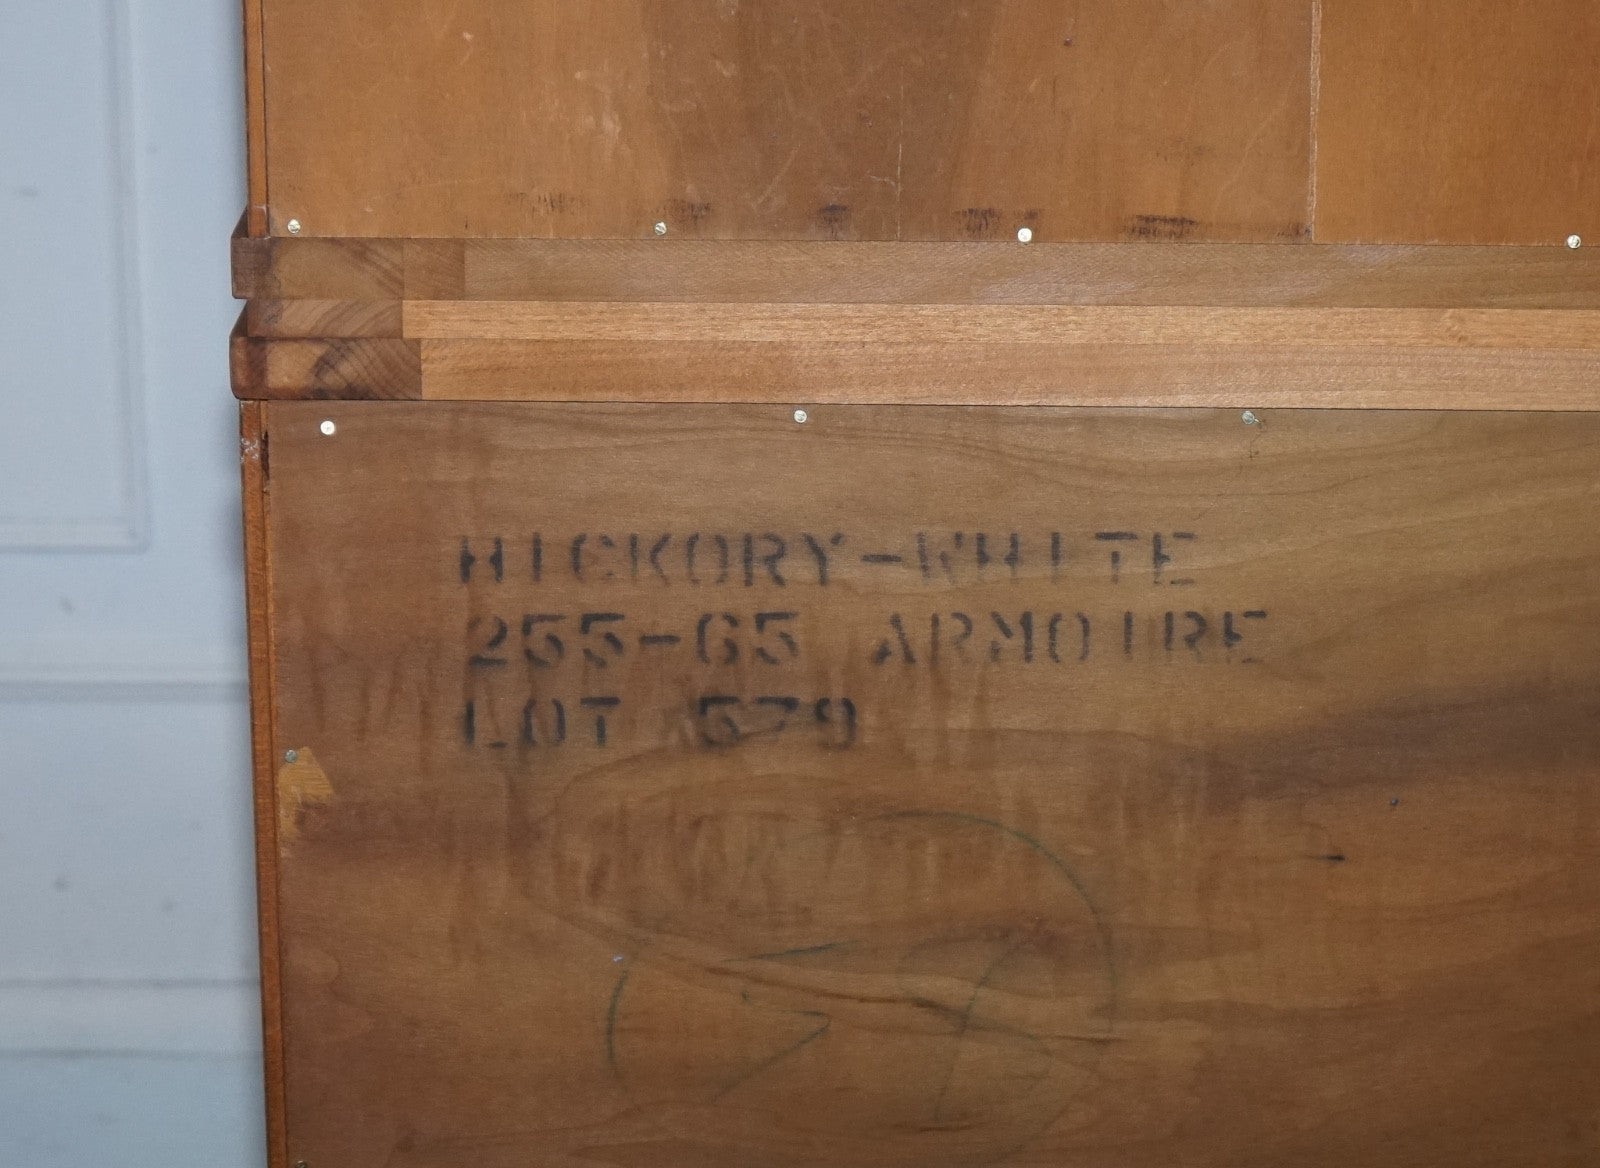 HICKORY-WHITE
255-65 ARMOIRE
LOT 579